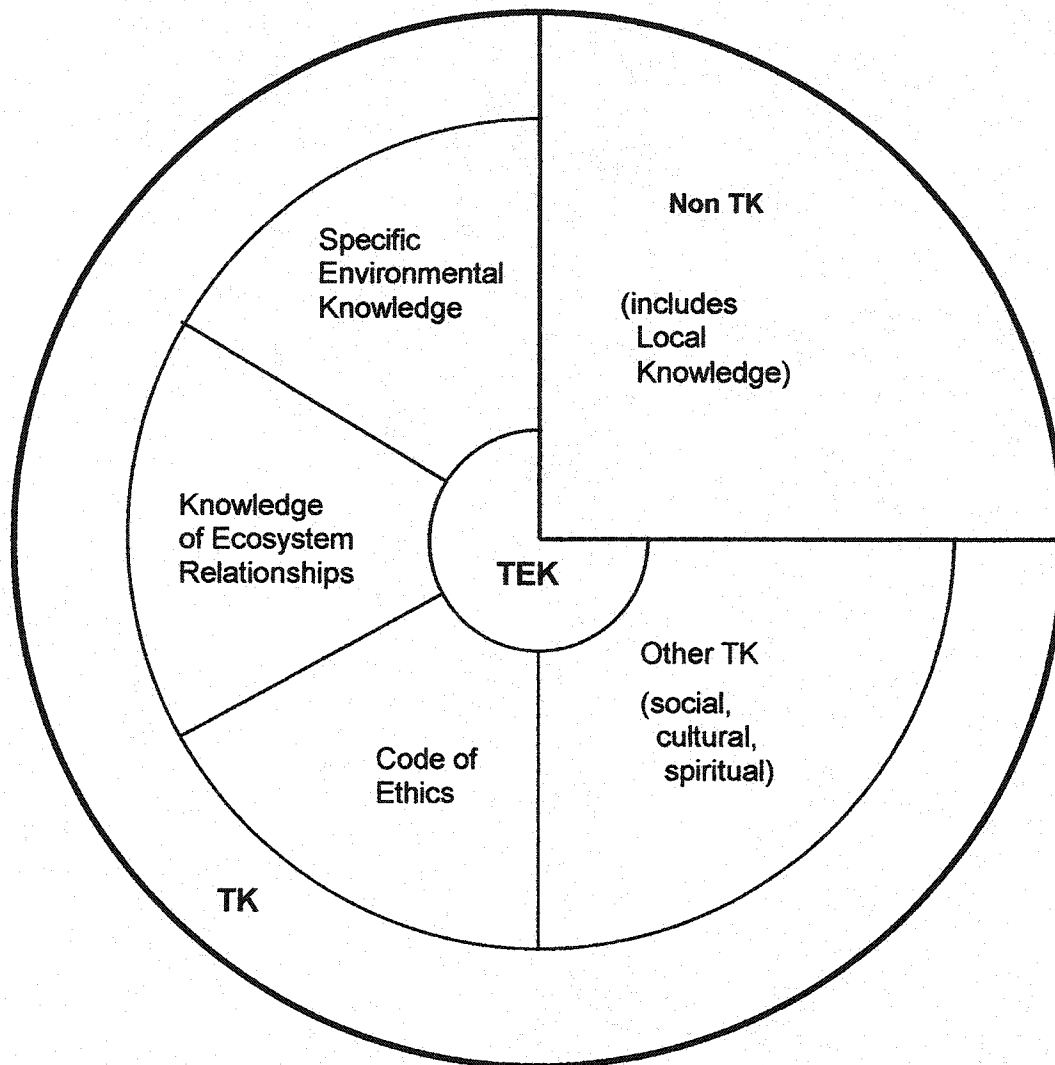 Non TK
(includes
Local
Knowledge)
Specific
Environmental
Knowledge
Knowledge
of Ecosystem
Relationships
TEK
Other TK
(social,
cultural,
spiritual)
Code of
Ethics
TK